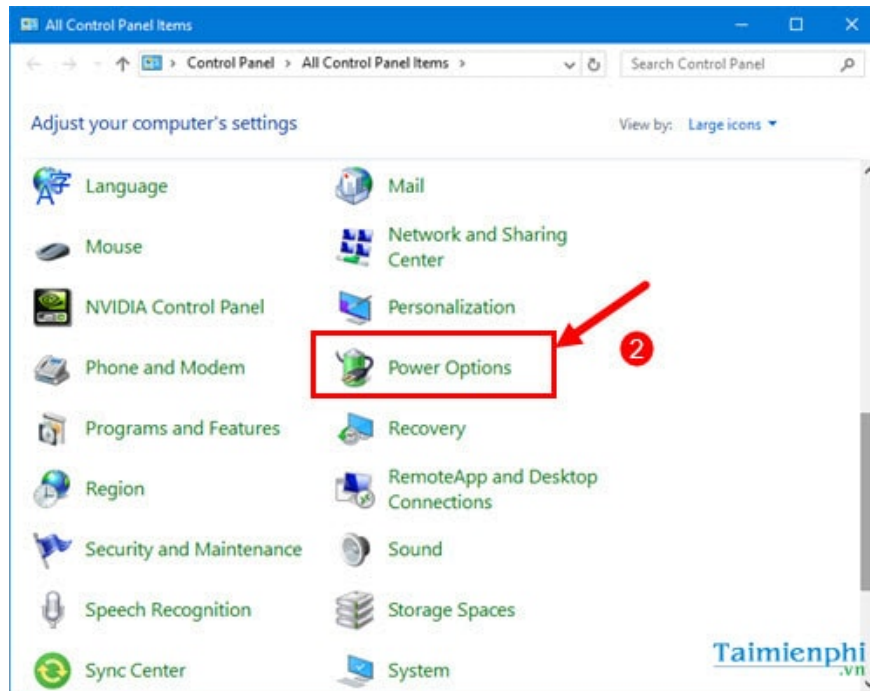 All Control Panel Items
Control Panel > All Control Panel Items >
Search Control Panel
Adjust your computer's settings
View by: Large icons
Language
Mail
Mouse
Network and Sharing
Center
NVIDIA Control Panel
Personalization
2
Phone and Modem
Power Options
Programs and Features
Recovery
Region
RemoteApp and Desktop
Connections
Security and Maintenance
Sound
Speech Recognition
Storage Spaces
Sync Center
System
Taimienphi
.vn